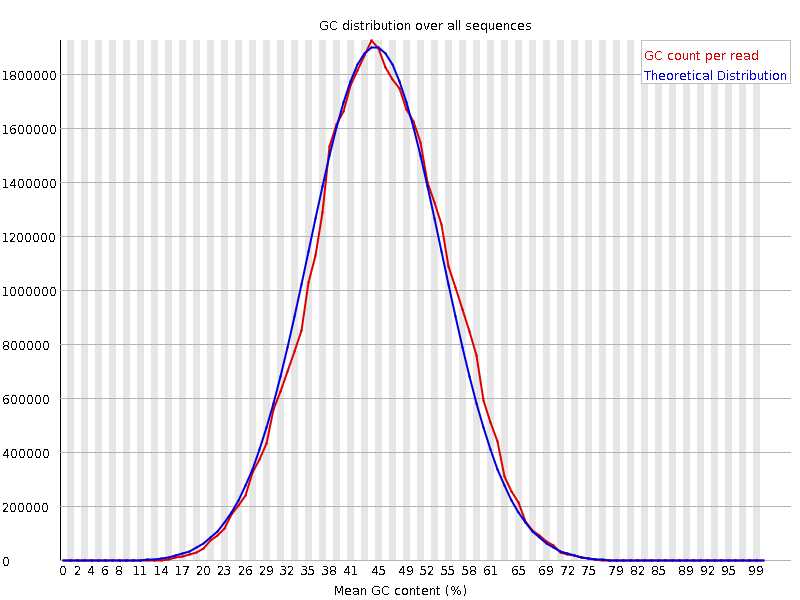 GC distribution over all sequences
GC count per read
Theoretical Distribution
1800000
1600000
1400000
1200000
1000000
800000
600000
400000
200000
0
0 2 4 6 8 11 14 17 20 23 26 29 32 35 38 41 45 49 52 55 58 61 65 69 72 75 79 82 85 89 92 95 99
Mean GC content (%)